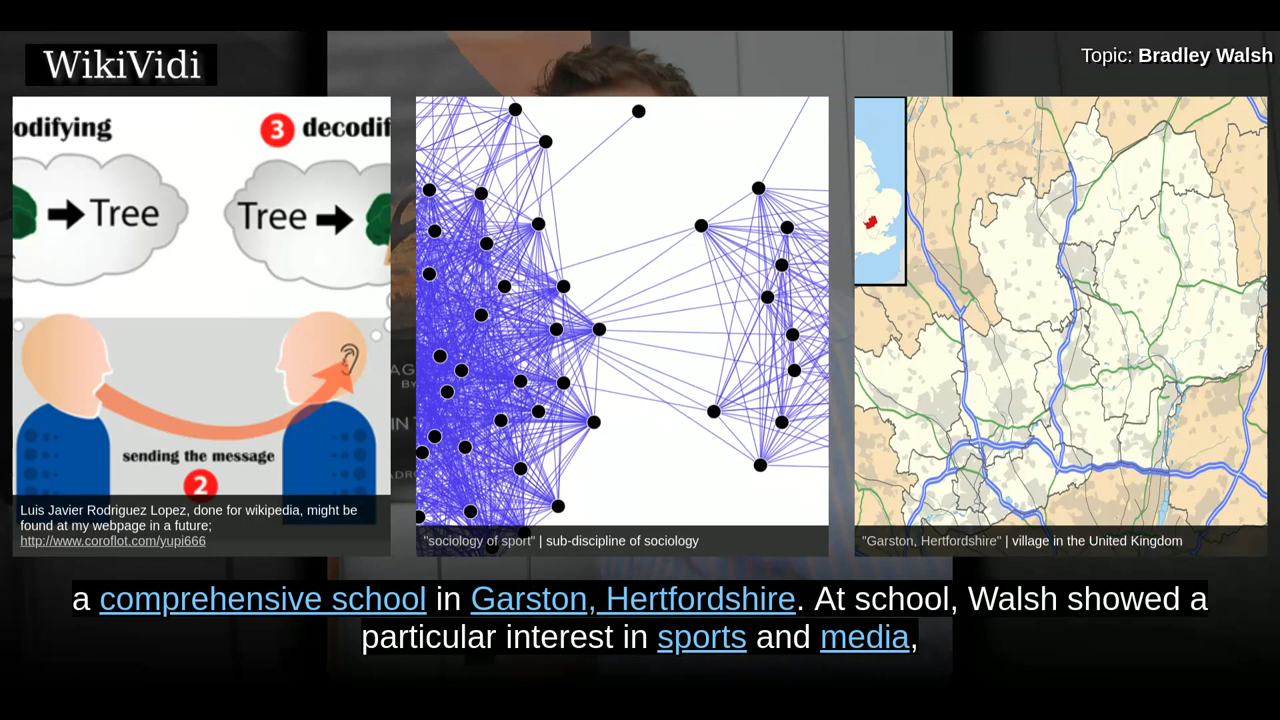 WikiVidi
Topic: Bradley Walsh
odifying
3 decodif
Tree
Tree
sending the message
2
Luis Javier Rodriguez Lopez, done for wikipedia, might be
found at my webpage in a future;
http://www.coroflot.com/yupi666
"sociology of sport" | sub-discipline of sociology
"Garston, Hertfordshire" | village in the United Kingdom
a comprehensive school in Garston, Hertfordshire. At school, Walsh showed a
particular interest in sports and media,